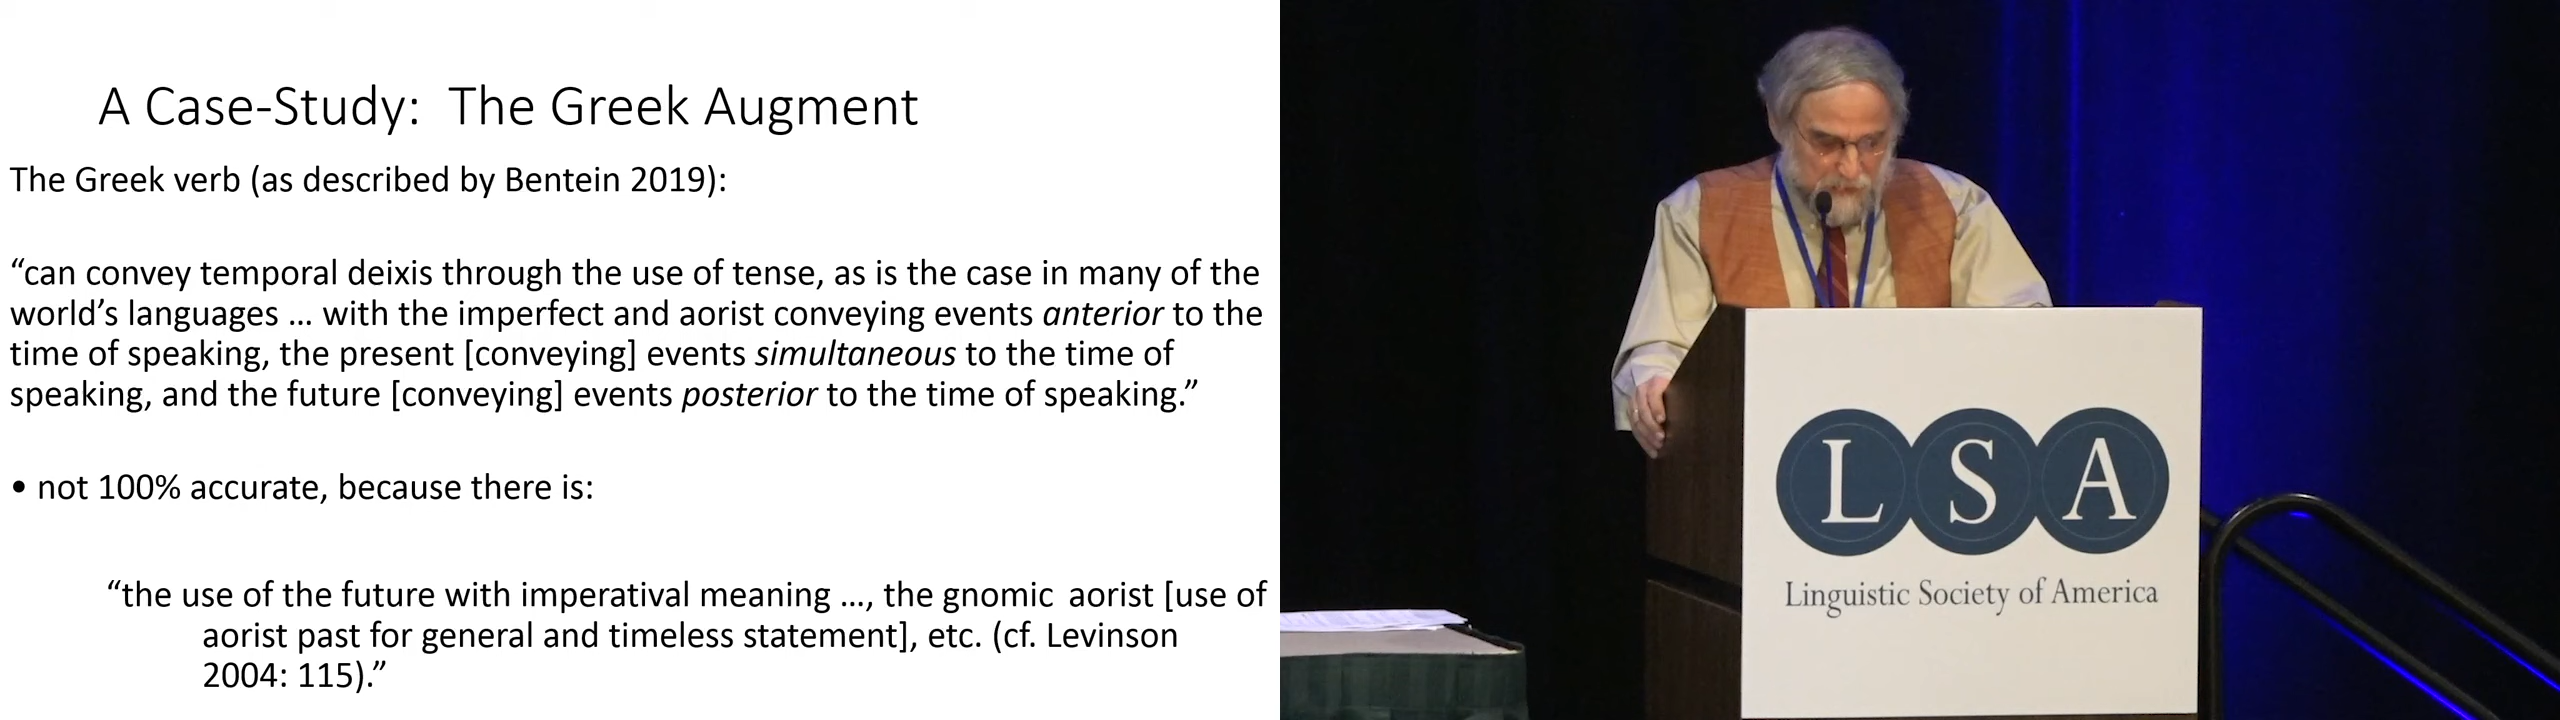 A Case-Study:  The Greek Augment
The Greek verb (as described by Bentein 2019):
“can convey temporal deixis through the use of tense, as is the case in many of the
world’s languages … with the imperfect and aorist conveying events anterior to the
time of speaking, the present [conveying] events simultaneous to the time of
speaking, and the future [conveying] events posterior to the time of speaking.”
• not 100% accurate, because there is:
“the use of the future with imperatival meaning …, the gnomic aorist [use of
aorist past for general and timeless statement], etc. (cf. Levinson
2004: 115).”
LSA
Linguistic Society of America